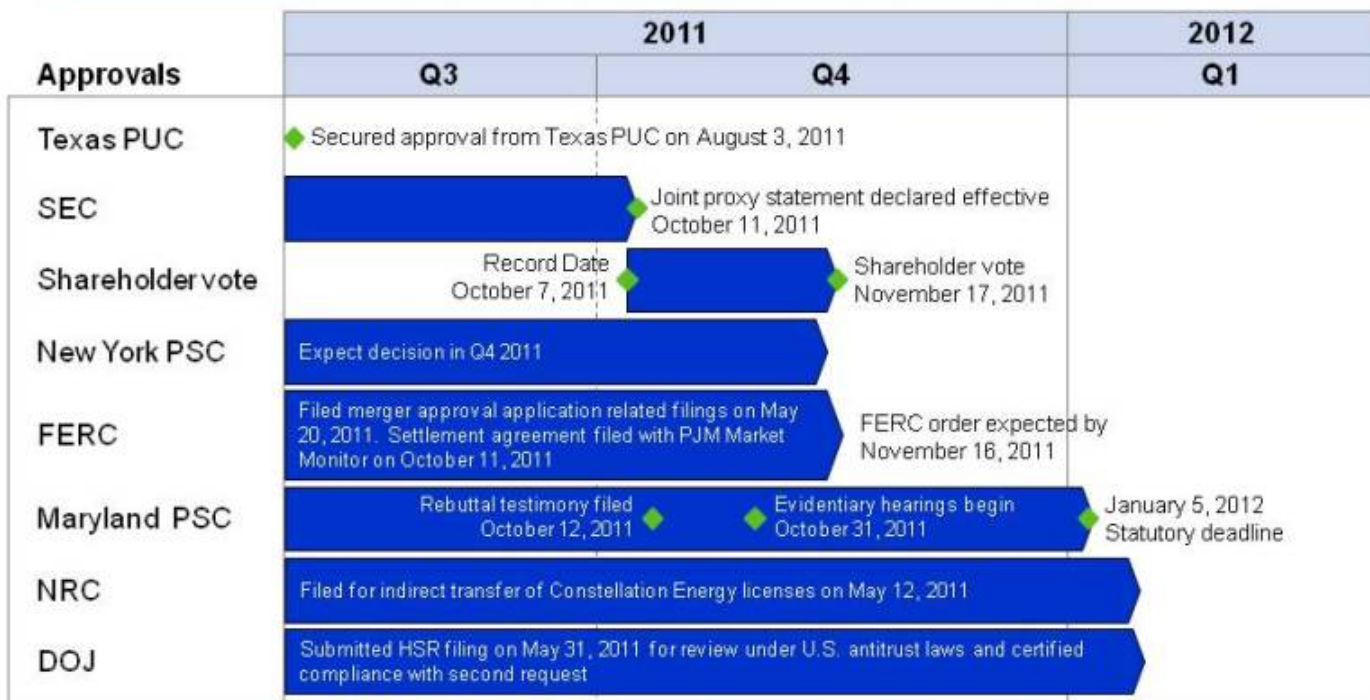 2011
2012
Approvals
Q3
Q4
Q1
Texas PUC
Secured approval from Texas PUC on August 3, 2011
SEC
Joint proxy statement declared effective
October 11, 2011
Shareholder vote
Record Date
October 7, 2011
Shareholder vote
November 17, 2011
New York PSC
Expect decision in Q4 2011
FERC
Filed merger approval application related filings on May
20, 2011. Settlement agreement filed with PJM Market
Monitor on October 11, 2011
FERC order expected by
November 16, 2011
Maryland PSC
Rebuttal testimony filed
October 12, 2011
Evidentiary hearings begin
October 31, 2011
January 5, 2012
Statutory deadline
NRC
Filed for indirect transfer of Constellation Energy licenses on May 12, 2011
DOJ
Submitted HSR filing on May 31, 2011 for review under U.S. antitrust laws and certified
compliance with second request